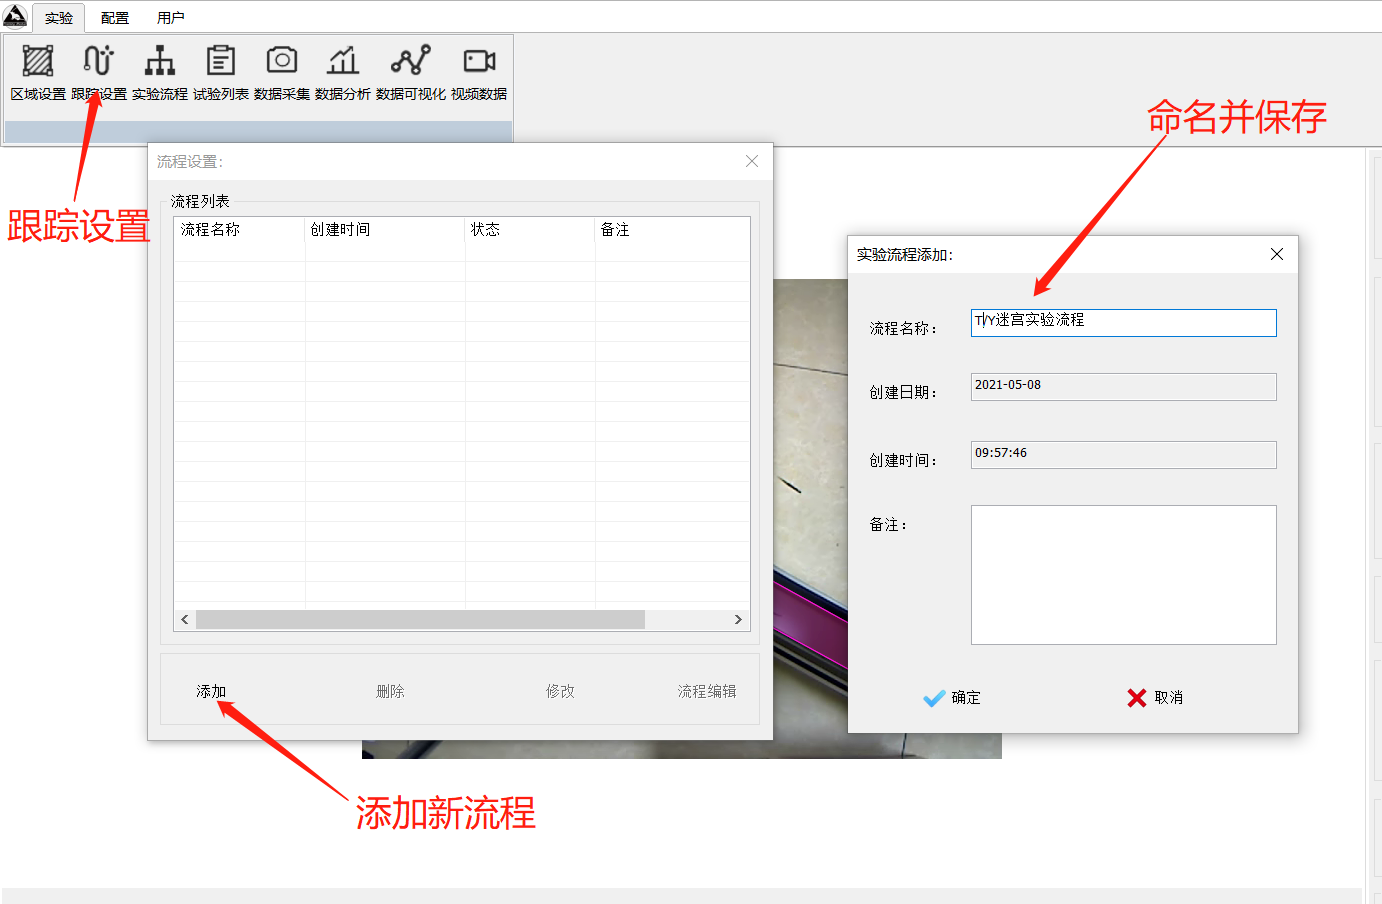 实验 配置 用户
区域设置 跟踪设置 实验流程 试验列表 数据采集 数据分析 数据可视化 视频数据
命名并保存
跟踪设置
流程设置:
流程列表
流程名称 创建时间 状态 备注
添加 删除 修改 流程编辑
添加新流程
实验流程添加:
流程名称： T/Y迷宫实验流程
创建日期： 2021-05-08
创建时间： 09:57:46
备注：
确定 取消